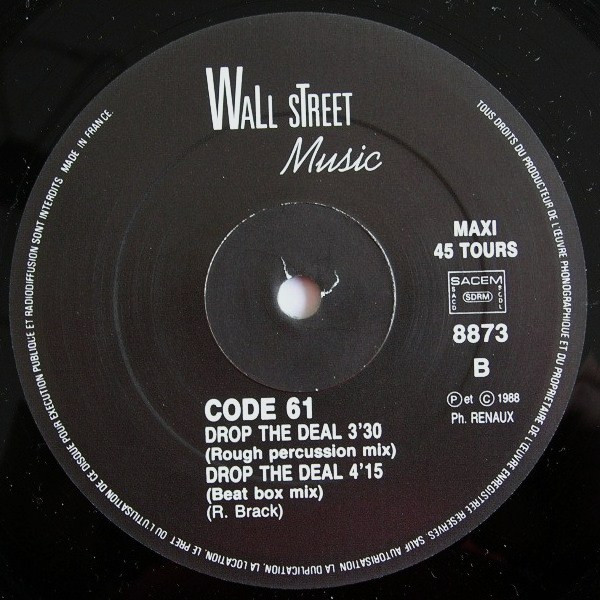 WALL STREET
Music
MAXI
45 TOURS
SACEM
SACD
SDRM
SGDL
8873
B
℗ et © 1988
Ph. RENAUX
CODE 61
DROP THE DEAL 3'30
(Rough percussion mix)
DROP THE DEAL 4'15
(Beat box mix)
(R. Brack)
TOUS DROITS DU PRODUCTEUR DE L'ŒUVRE PHONOGRAPHIQUE ET DU PROPRIETAIRE DE L'ŒUVRE ENREGISTREE RESERVES. SAUF AUTORISATION, LA DUPLICATION, LA LOCATION, LE PRET OU L'UTILISATION DE CE DISQUE POUR EXECUTION PUBLIQUE ET RADIODIFFUSION SONT INTERDITS MADE IN FRANCE.